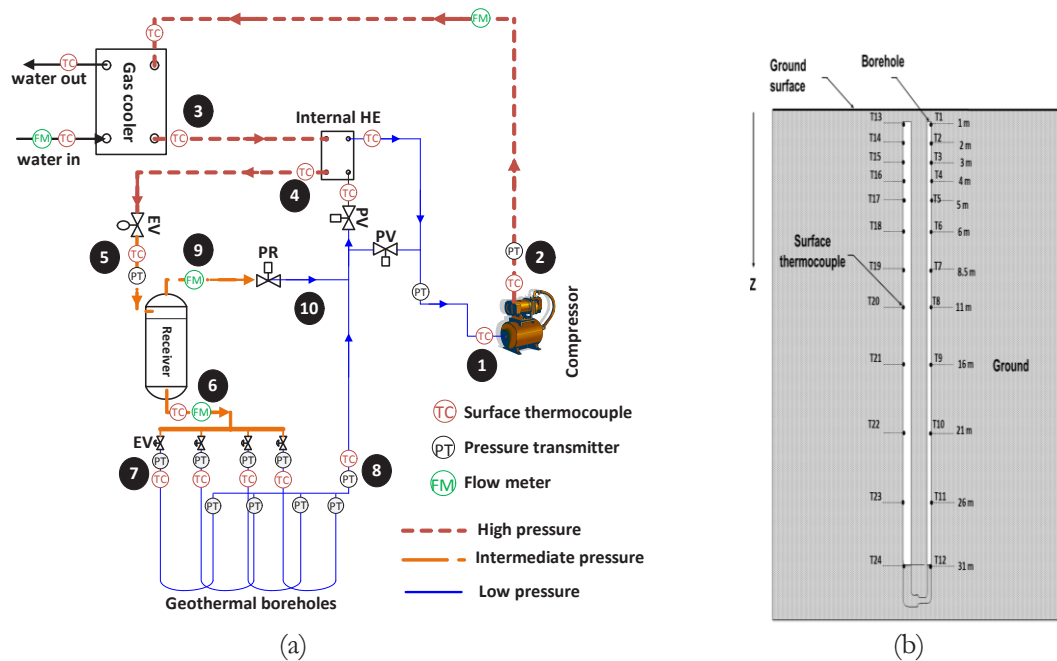 TC
FM
TC
water out
Gas cooler
3
TC
FM
TC
water in
Internal HE
TC
TC
4
TC
PV
EV
PV
5
TC
PT
9
FM
PR
10
PT
PT
2
TC
TC
1
Compressor
Receiver
6
TC
FM
EV
7
PT
PT
PT
PT
TC
TC
TC
TC
TC
PT
8
PT
PT
PT
PT
Geothermal boreholes
TC Surface thermocouple
PT Pressure transmitter
FM Flow meter
High pressure
Intermediate pressure
Low pressure
(a)
Ground surface
Borehole
Z
T13 T1 1 m
T14 T2 2 m
T15 T3 3 m
T16 T4 4 m
T17 T5 5 m
T18 T6 6 m
Surface thermocouple
T19 T7 8.5 m
T20 T8 11 m
T21 T9 16 m
Ground
T22 T10 21 m
T23 T11 26 m
T24 T12 31 m
(b)